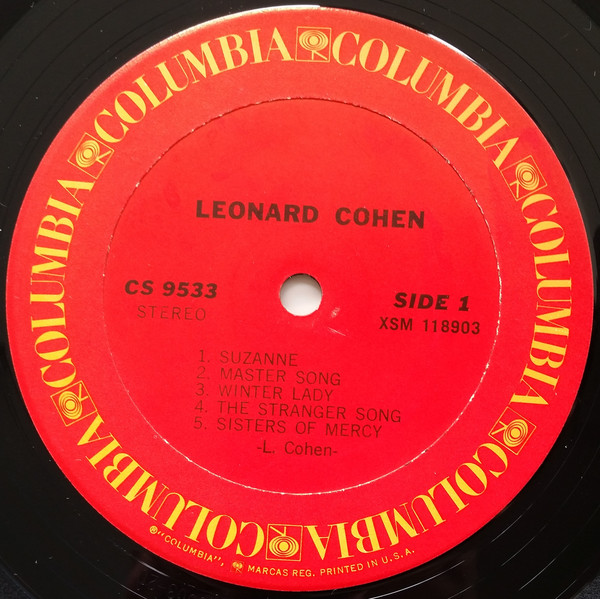 COLUMBIA COLUMBIA COLUMBIA COLUMBIA COLUMBIA COLUMBIA COLUMBIA
LEONARD COHEN
CS 9533
STEREO
SIDE 1
XSM 118903
1. SUZANNE
2. MASTER SONG
3. WINTER LADY
4. THE STRANGER SONG
5. SISTERS OF MERCY
-L. Cohen-
®"COLUMBIA", MARCAS REG. PRINTED IN U.S.A.